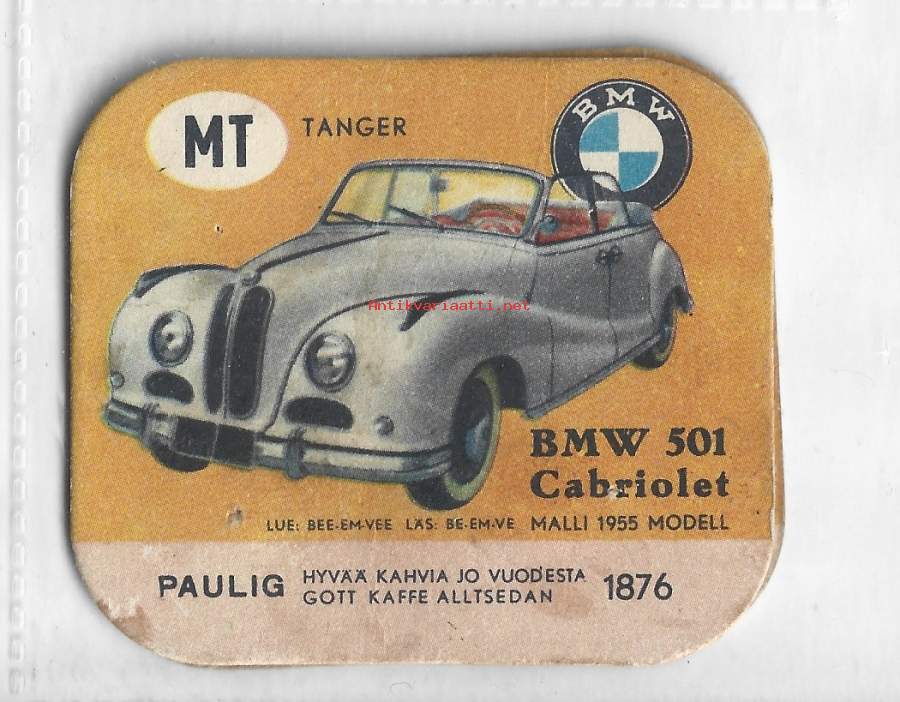 MT TANGER
BMW
Antikvariaatti.net
BMW 501
Cabriolet
LUE: BEE-EM-VEE LÄS: BE-EM-VE MALLI 1955 MODELL
PAULIG HYVÄÄ KAHVIA JO VUODESTA 1876
GOTT KAFFE ALLTSEDAN